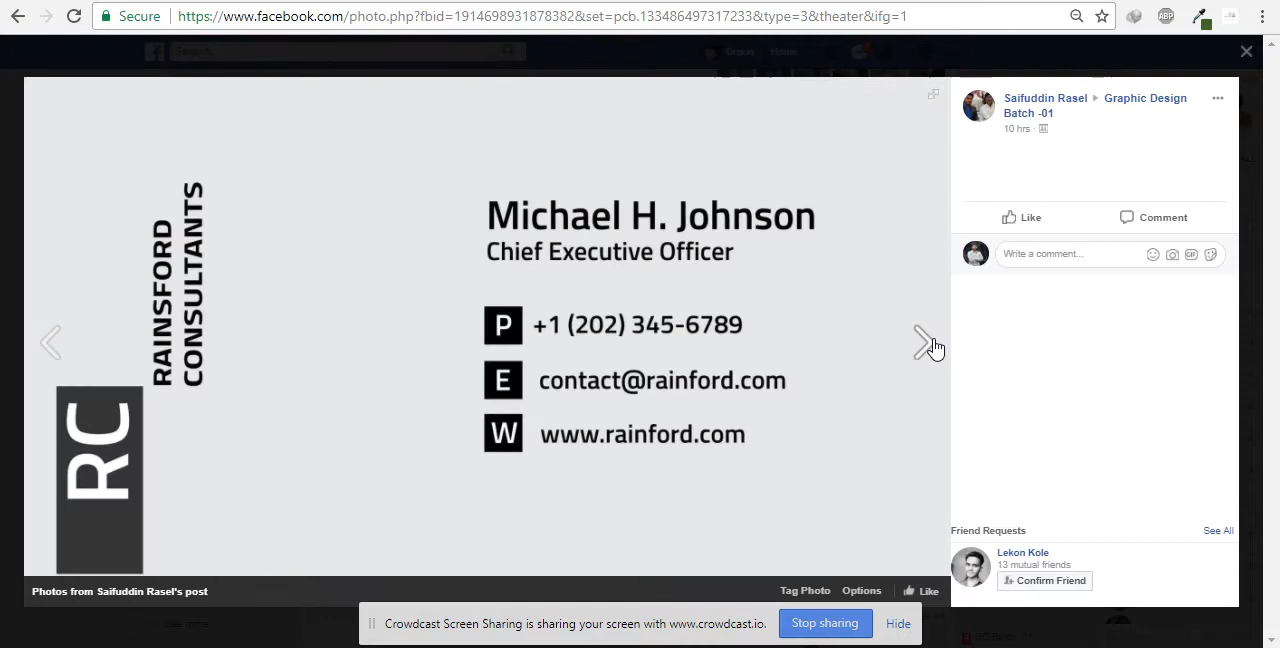 Secure
https://www.facebook.com/photo.php?fbid=1914698931878382&set=pcb.133486497317233&type=3&theater&ifg=1
ABP
Search
Home
Saifuddin Rasel ▸ Graphic Design
Batch -01
10 hrs ·
RAINSFORD
CONSULTANTS
RC
Michael H. Johnson
Chief Executive Officer
P +1 (202) 345-6789
E contact@rainford.com
W www.rainford.com
Like Comment
Write a comment...
GIF
Friend Requests See All
Lekon Kole
13 mutual friends
Confirm Friend
Photos from Saifuddin Rasel's post
Tag Photo Options Like
Crowdcast Screen Sharing is sharing your screen with www.crowdcast.io.
Stop sharing
Hide